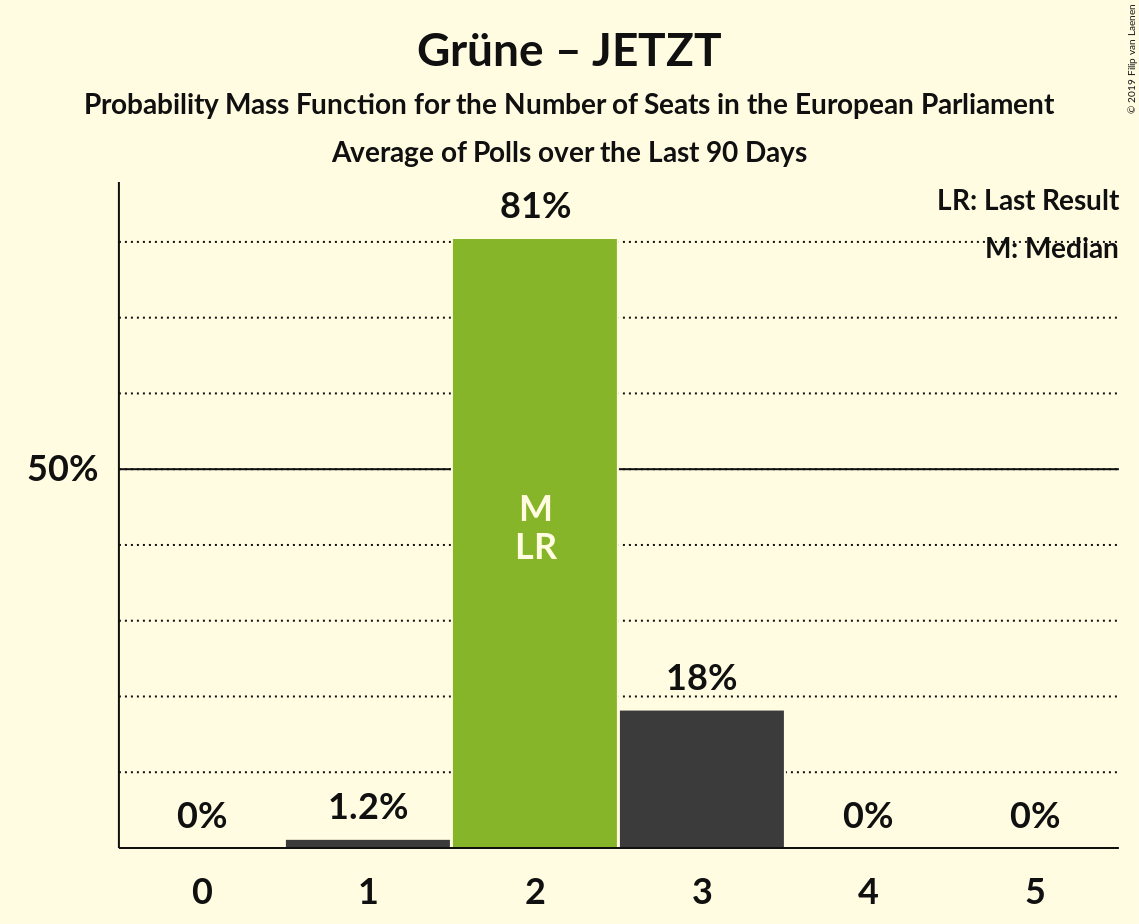 Grüne – JETZT
Probability Mass Function for the Number of Seats in the European Parliament
Average of Polls over the Last 90 Days
© 2019 Filip van Laenen
LR: Last Result
M: Median
81%
50%
M
LR
18%
0%
1.2%
0%
0%
0
1
2
3
4
5